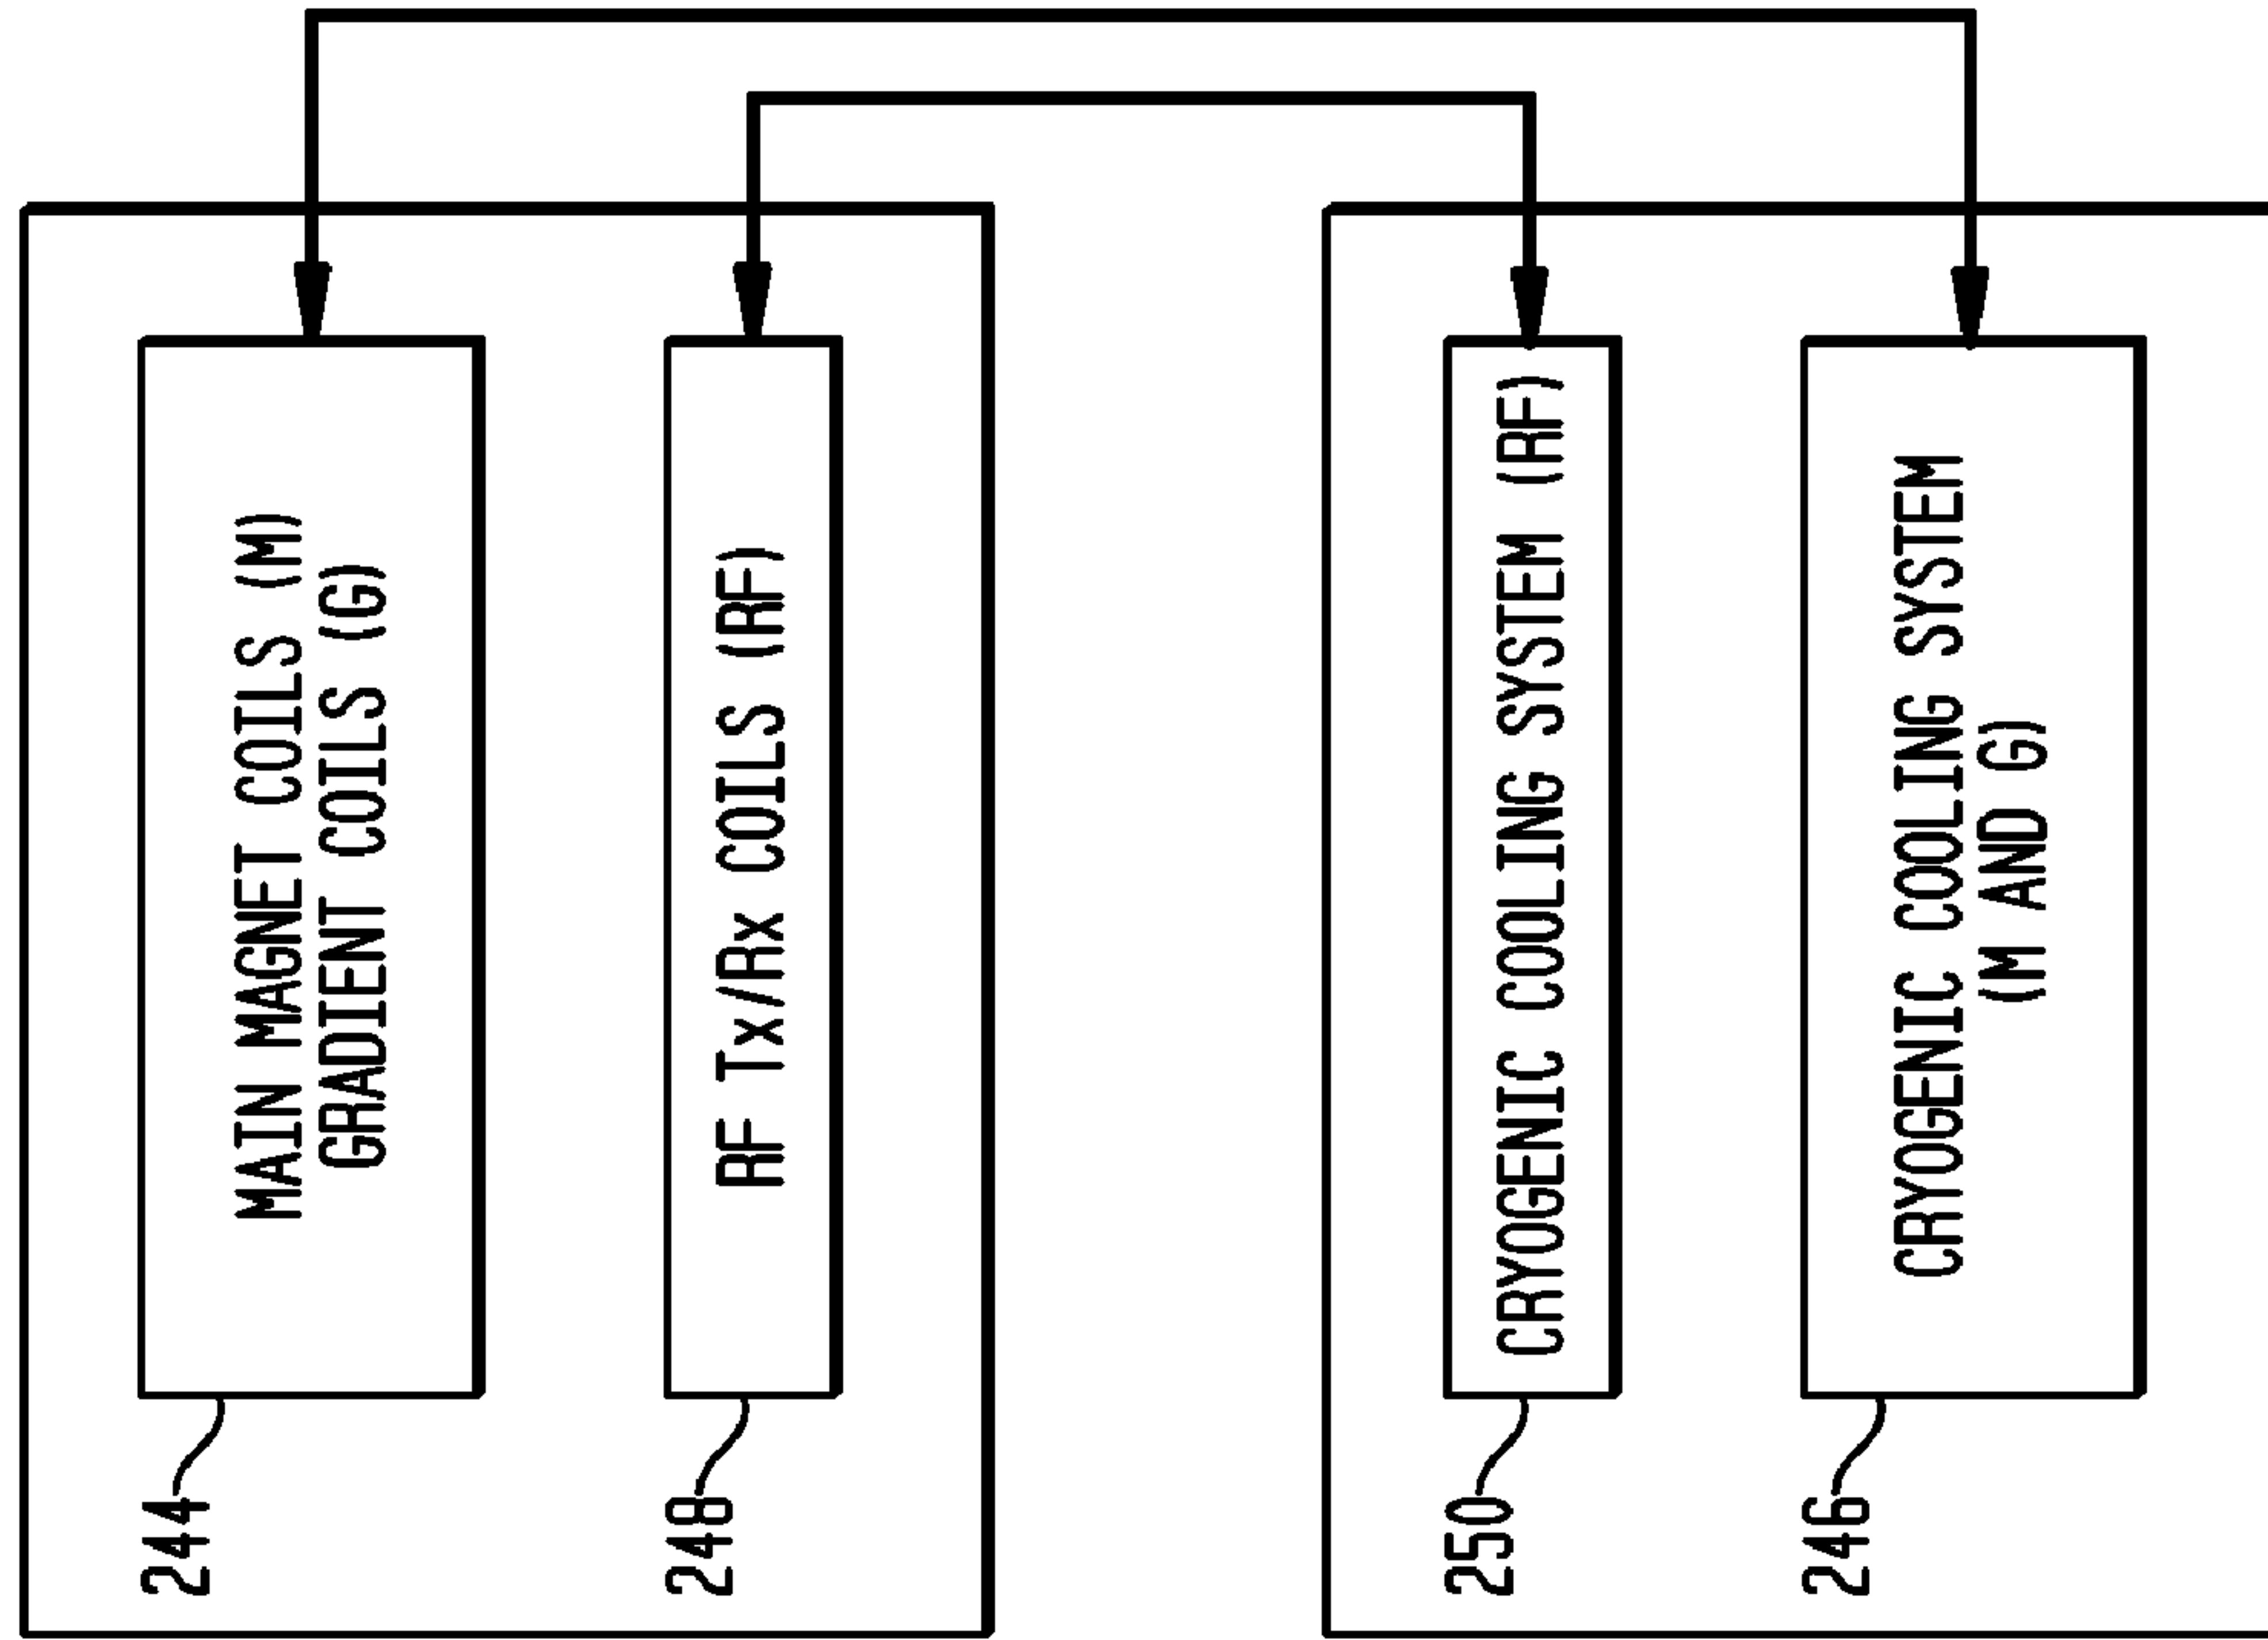 244
MAIN MAGNET COILS (M)
GRADIENT COILS (G)
248
RF Tx/Rx COILS (RF)
250
CRYOGENIC COOLING SYSTEM (RF)
246
CRYOGENIC COOLING SYSTEM
(M AND G)